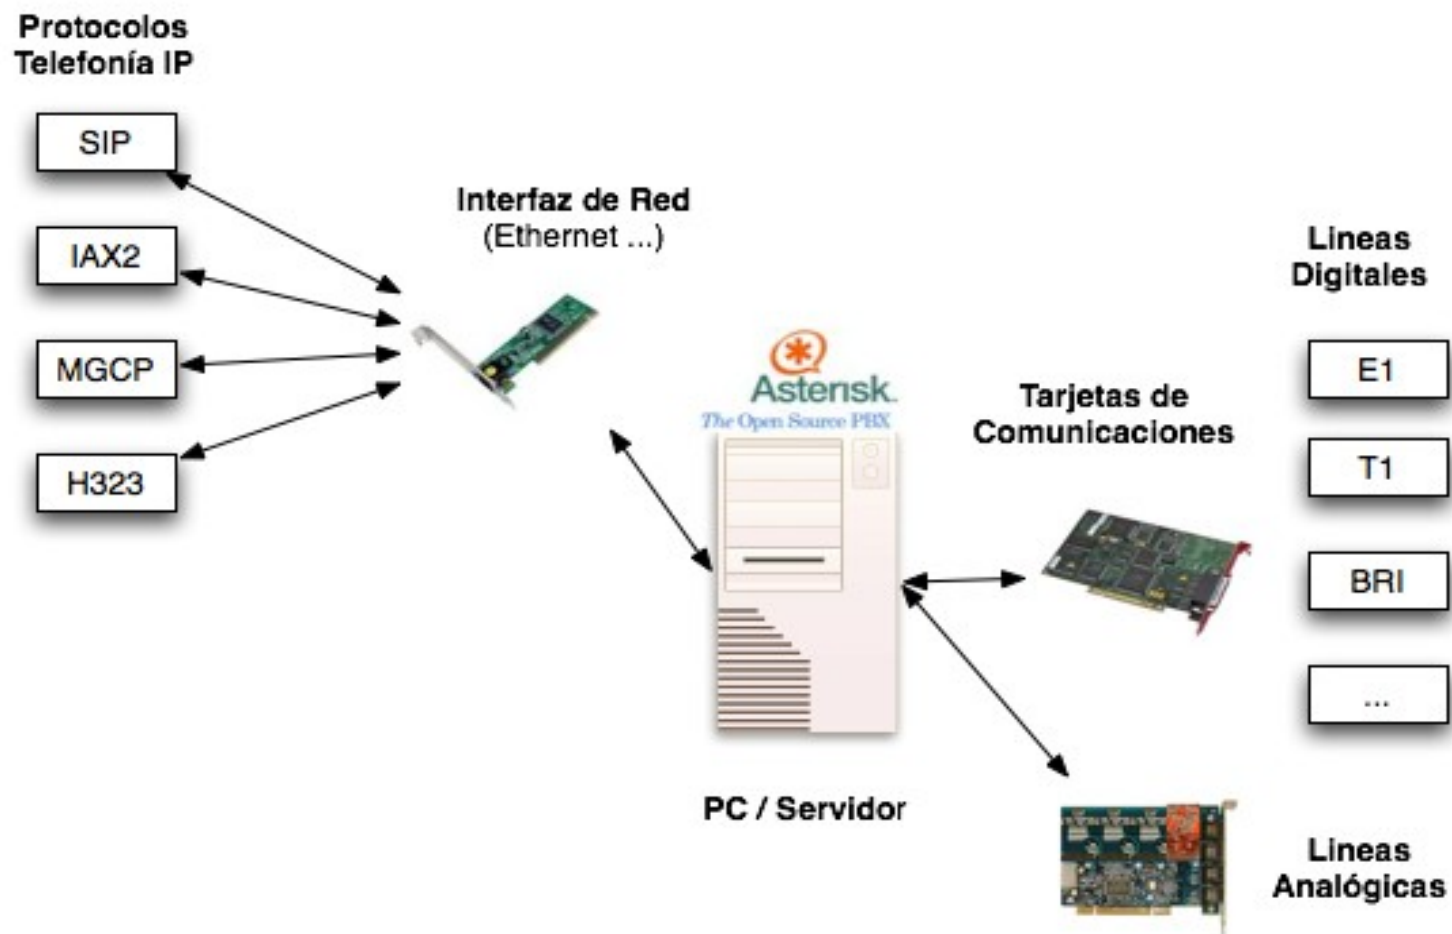 Protocolos
Telefonía IP
SIP
IAX2
MGCP
H323
Interfaz de Red
(Ethernet ...)
Asterisk.
The Open Source PBX
PC / Servidor
Tarjetas de
Comunicaciones
Lineas
Digitales
E1
T1
BRI
...
Lineas
Analógicas